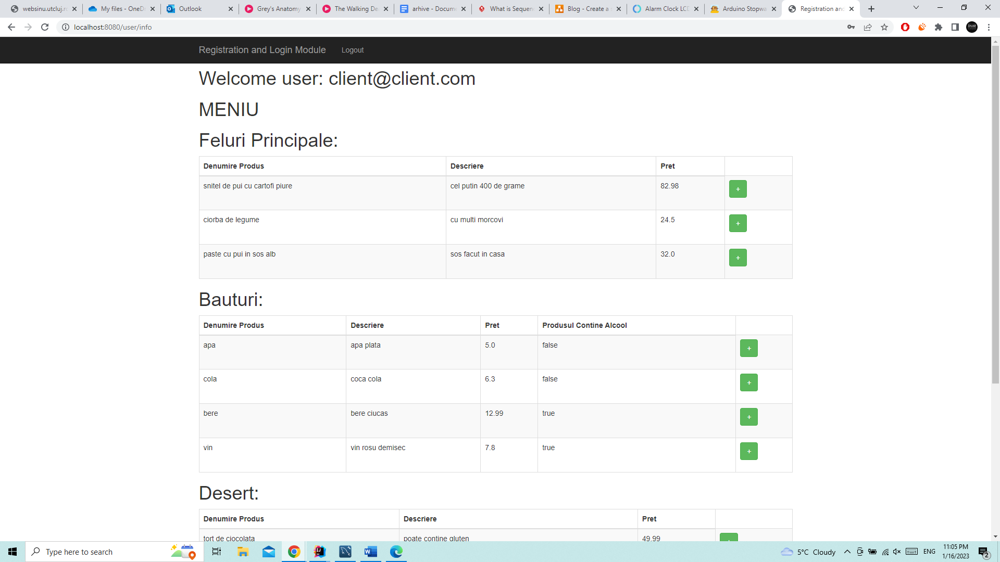 websinu.utcluj.ro My files - OneDr Outlook Grey's Anatomy The Walking De arhive - Docume What is Sequen Blog - Create a Alarm Clock LCD Arduino Stopwa Registration and
localhost:8080/user/info
Registration and Login Module Logout
Welcome user: client@client.com
MENIU
Feluri Principale:
Denumire Produs Descriere Pret
snitel de pui cu cartofi piure cel putin 400 de grame 82.98 +
ciorba de legume cu multi morcovi 24.5 +
paste cu pui in sos alb sos facut in casa 32.0 +
Bauturi:
Denumire Produs Descriere Pret Produsul Contine Alcool
apa apa plata 5.0 false +
cola coca cola 6.3 false +
bere bere ciucas 12.99 true +
vin vin rosu demisec 7.8 true +
Desert:
Denumire Produs Descriere Pret
tort de ciocolata poate contine gluten 49.99 +
Type here to search 5°C Cloudy ENG 11:05 PM
1/16/2023 2